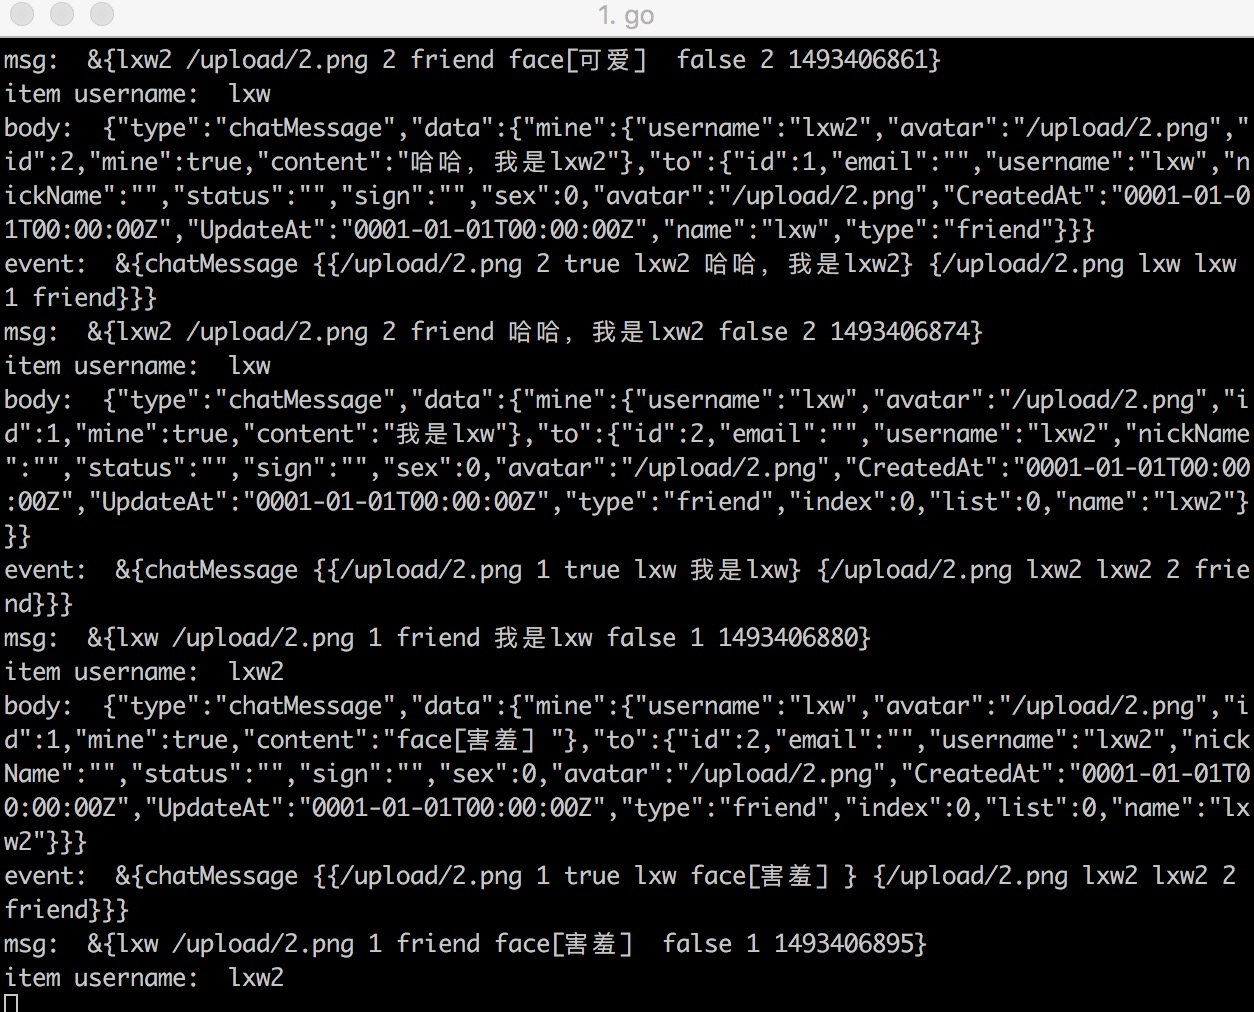 1. go
msg:  &{lxw2 /upload/2.png 2 friend face[可爱]  false 2 1493406861}
item username:  lxw
body:  {"type":"chatMessage","data":{"mine":{"username":"lxw2","avatar":"/upload/2.png","
id":2,"mine":true,"content":"哈哈，我是lxw2"},"to":{"id":1,"email":"","username":"lxw","n
ickName":"","status":"","sign":"","sex":0,"avatar":"/upload/2.png","CreatedAt":"0001-01-0
1T00:00:00Z","UpdateAt":"0001-01-01T00:00:00Z","name":"lxw","type":"friend"}}}
event:  &{chatMessage {{/upload/2.png 2 true lxw2 哈哈，我是lxw2} {/upload/2.png lxw lxw
1 friend}}}
msg:  &{lxw2 /upload/2.png 2 friend 哈哈，我是lxw2 false 2 1493406874}
item username:  lxw
body:  {"type":"chatMessage","data":{"mine":{"username":"lxw","avatar":"/upload/2.png","i
d":1,"mine":true,"content":"我是lxw"},"to":{"id":2,"email":"","username":"lxw2","nickName
":"","status":"","sign":"","sex":0,"avatar":"/upload/2.png","CreatedAt":"0001-01-01T00:00
:00Z","UpdateAt":"0001-01-01T00:00:00Z","type":"friend","index":0,"list":0,"name":"lxw2"}
}}
event:  &{chatMessage {{/upload/2.png 1 true lxw 我是lxw} {/upload/2.png lxw2 lxw2 2 frie
nd}}}
msg:  &{lxw /upload/2.png 1 friend 我是lxw false 1 1493406880}
item username:  lxw2
body:  {"type":"chatMessage","data":{"mine":{"username":"lxw","avatar":"/upload/2.png","i
d":1,"mine":true,"content":"face[害羞] "},"to":{"id":2,"email":"","username":"lxw2","nick
Name":"","status":"","sign":"","sex":0,"avatar":"/upload/2.png","CreatedAt":"0001-01-01T0
0:00:00Z","UpdateAt":"0001-01-01T00:00:00Z","type":"friend","index":0,"list":0,"name":"lx
w2"}}}
event:  &{chatMessage {{/upload/2.png 1 true lxw face[害羞] } {/upload/2.png lxw2 lxw2 2
friend}}}
msg:  &{lxw /upload/2.png 1 friend face[害羞]  false 1 1493406895}
item username:  lxw2